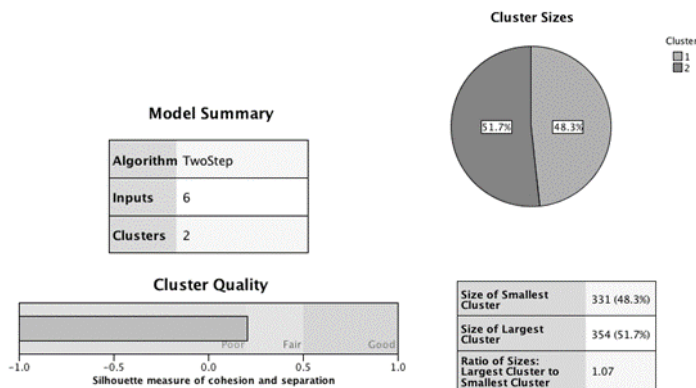 Cluster Sizes
Cluster
1
2
51.7%
48.3%
Model Summary
Algorithm TwoStep
Inputs 6
Clusters 2
Cluster Quality
Poor Fair Good
-1.0 -0.5 0.0 0.5 1.0
Silhouette measure of cohesion and separation
Size of Smallest
Cluster
331 (48.3%)
Size of Largest
Cluster
354 (51.7%)
Ratio of Sizes:
Largest Cluster to
Smallest Cluster
1.07